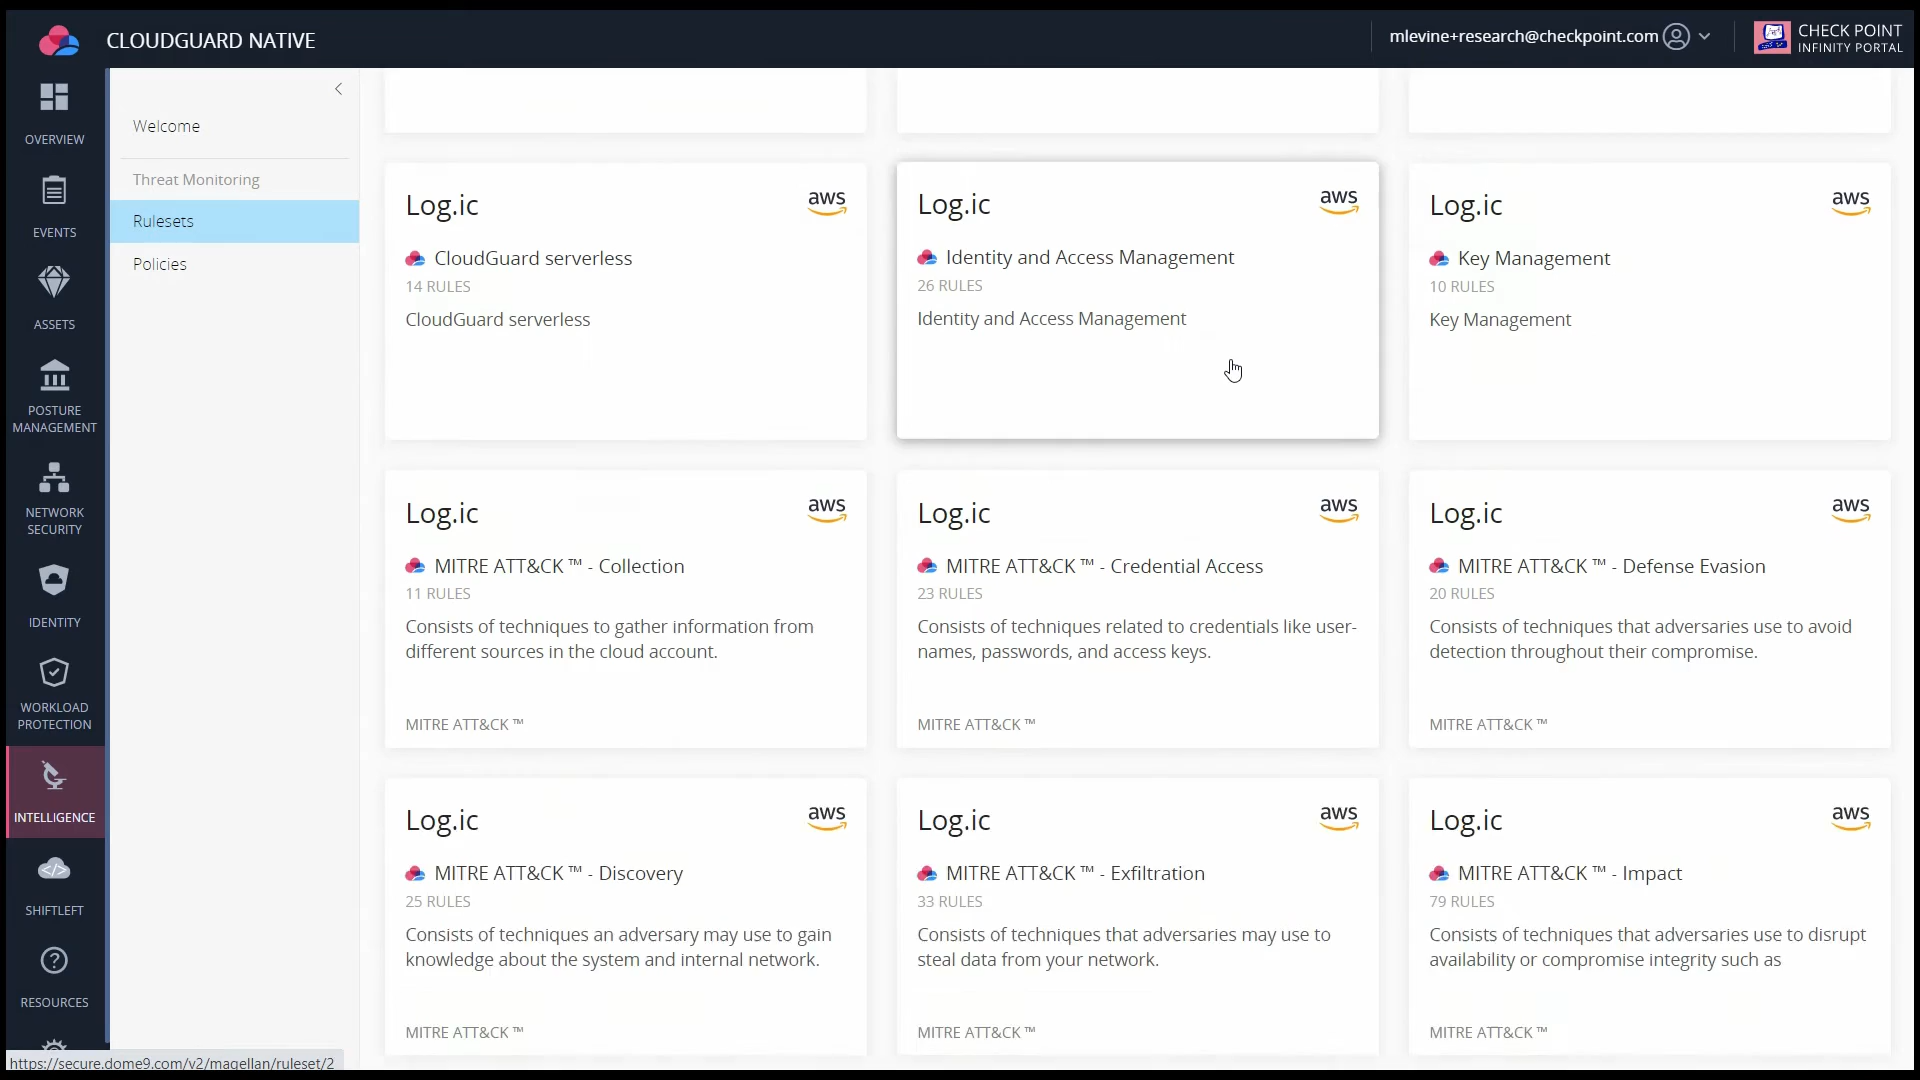 CLOUDGUARD NATIVE
mlevine+research@checkpoint.com
CHECK POINT
INFINITY PORTAL
OVERVIEW
EVENTS
ASSETS
POSTURE
MANAGEMENT
NETWORK
SECURITY
IDENTITY
WORKLOAD
PROTECTION
INTELLIGENCE
SHIFTLEFT
RESOURCES
Welcome
Threat Monitoring
Rulesets
Policies
Log.ic
aws
CloudGuard serverless
14 RULES
CloudGuard serverless
Log.ic
aws
Identity and Access Management
26 RULES
Identity and Access Management
Log.ic
aws
Key Management
10 RULES
Key Management
Log.ic
aws
MITRE ATT&CK ™ - Collection
11 RULES
Consists of techniques to gather information from
different sources in the cloud account.
MITRE ATT&CK ™
Log.ic
aws
MITRE ATT&CK ™ - Credential Access
23 RULES
Consists of techniques related to credentials like user-
names, passwords, and access keys.
MITRE ATT&CK ™
Log.ic
aws
MITRE ATT&CK ™ - Defense Evasion
20 RULES
Consists of techniques that adversaries use to avoid
detection throughout their compromise.
MITRE ATT&CK ™
Log.ic
aws
MITRE ATT&CK ™ - Discovery
25 RULES
Consists of techniques an adversary may use to gain
knowledge about the system and internal network.
MITRE ATT&CK ™
Log.ic
aws
MITRE ATT&CK ™ - Exfiltration
33 RULES
Consists of techniques that adversaries may use to
steal data from your network.
MITRE ATT&CK ™
Log.ic
aws
MITRE ATT&CK ™ - Impact
79 RULES
Consists of techniques that adversaries use to disrupt
availability or compromise integrity such as
MITRE ATT&CK ™
https://secure.dome9.com/v2/magellan/ruleset/2